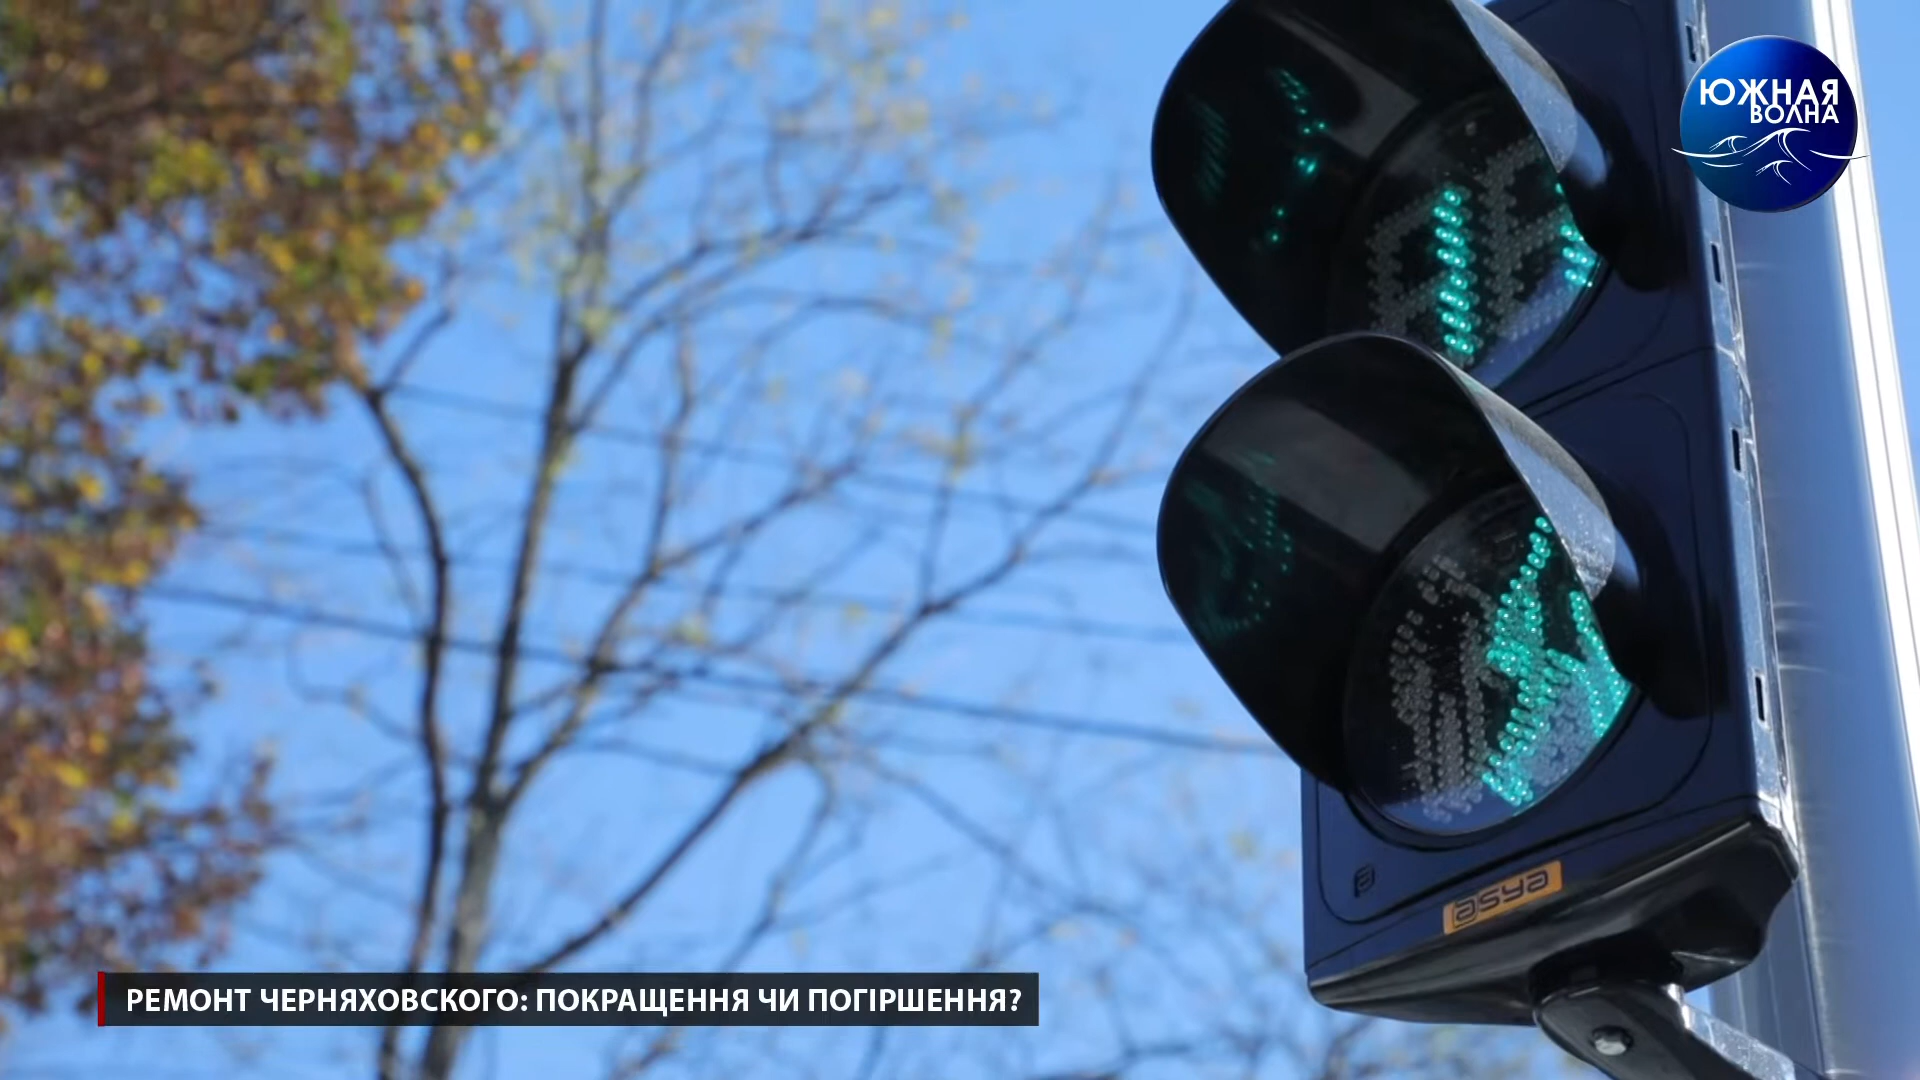 ЮЖНАЯ
ВОЛНА
asya
РЕМОНТ ЧЕРНЯХОВСКОГО: ПОКРАЩЕННЯ ЧИ ПОГІРШЕННЯ?